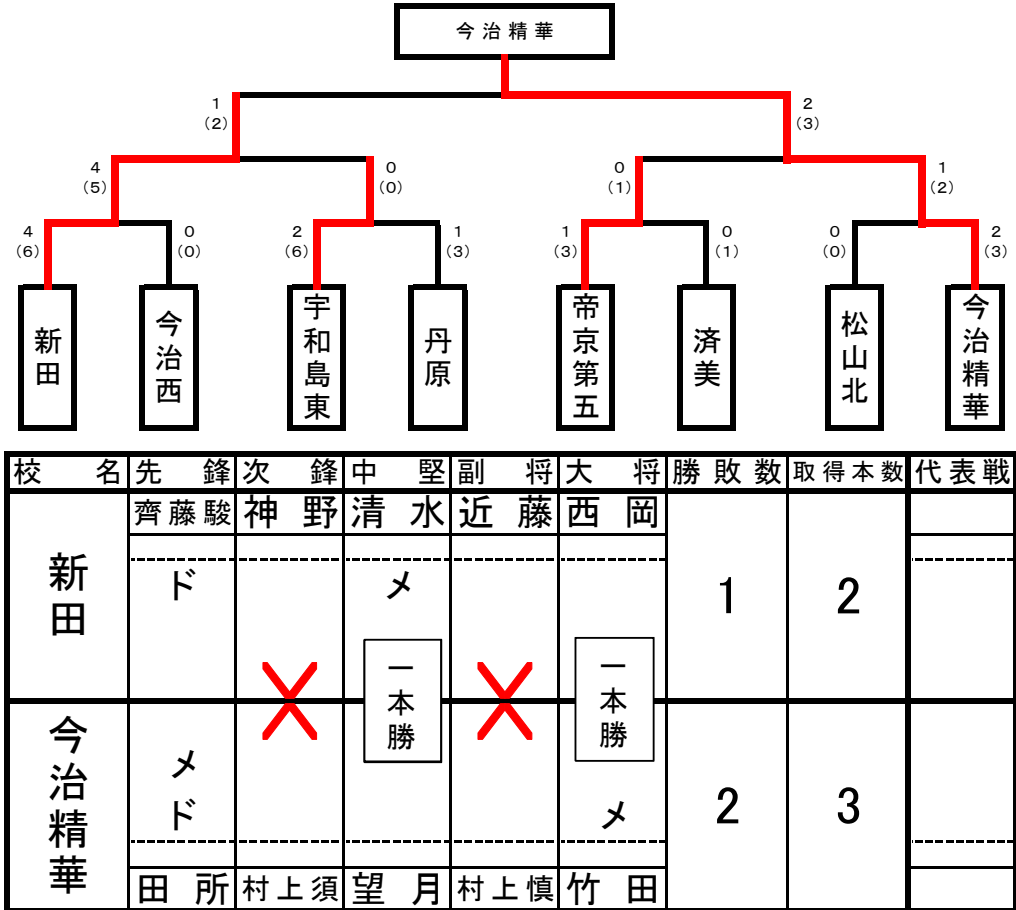 今治精華
1
(2)
2
(3)
4
(5)
0
(0)
0
(1)
1
(2)
4
(6)
0
(0)
2
(6)
1
(3)
1
(3)
0
(1)
0
(0)
2
(3)
新田
今治西
宇和島東
丹原
帝京第五
済美
松山北
今治精華
校名 先鋒 次鋒 中堅 副将 大将 勝敗数 取得本数 代表戦
齊藤駿 神野 清水 近藤 西岡
新田 ド メ 1 2
一本勝 一本勝
今治精華 メド メ 2 3
田所 村上須 望月 村上慎 竹田